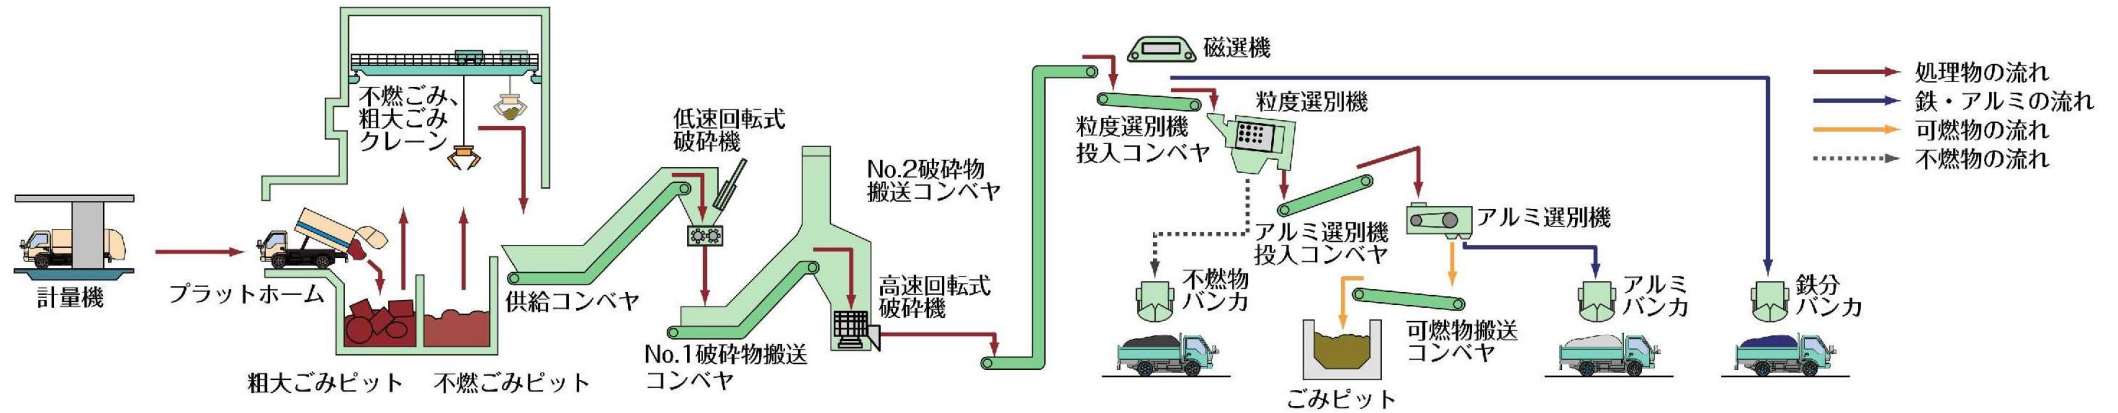 計量機
プラットホーム
粗大ごみピット
不燃ごみピット
不燃ごみ、
粗大ごみ
クレーン
供給コンベヤ
低速回転式
破砕機
No.1破砕物搬送
コンベヤ
No.2破砕物
搬送コンベヤ
高速回転式
破砕機
磁選機
粒度選別機
投入コンベヤ
粒度選別機
アルミ選別機
投入コンベヤ
アルミ選別機
不燃物
バンカ
可燃物搬送
コンベヤ
ごみピット
アルミ
バンカ
鉄分
バンカ
処理物の流れ
鉄・アルミの流れ
可燃物の流れ
不燃物の流れ